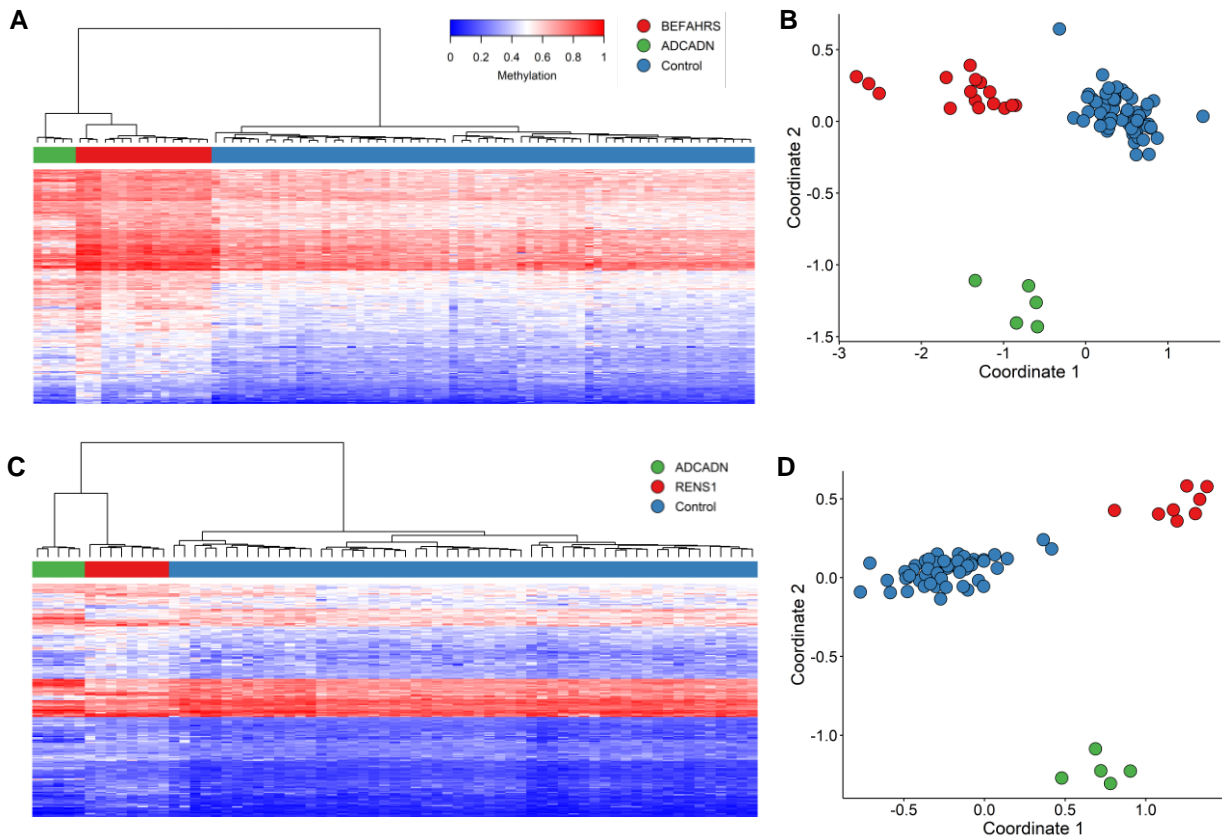 A
BEFAHRS
ADCADN
Control
0 0.2 0.4 0.6 0.8 1
Methylation
B
0.5
0.0
-0.5
-1.0
-1.5
-3 -2 -1 0 1
Coordinate 1
Coordinate 2
C
ADCADN
RENS1
Control
D
0.5
0.0
0.5
-1.0
-0.5 0.0 0.5 1.0
Coordinate 1
Coordinate 2